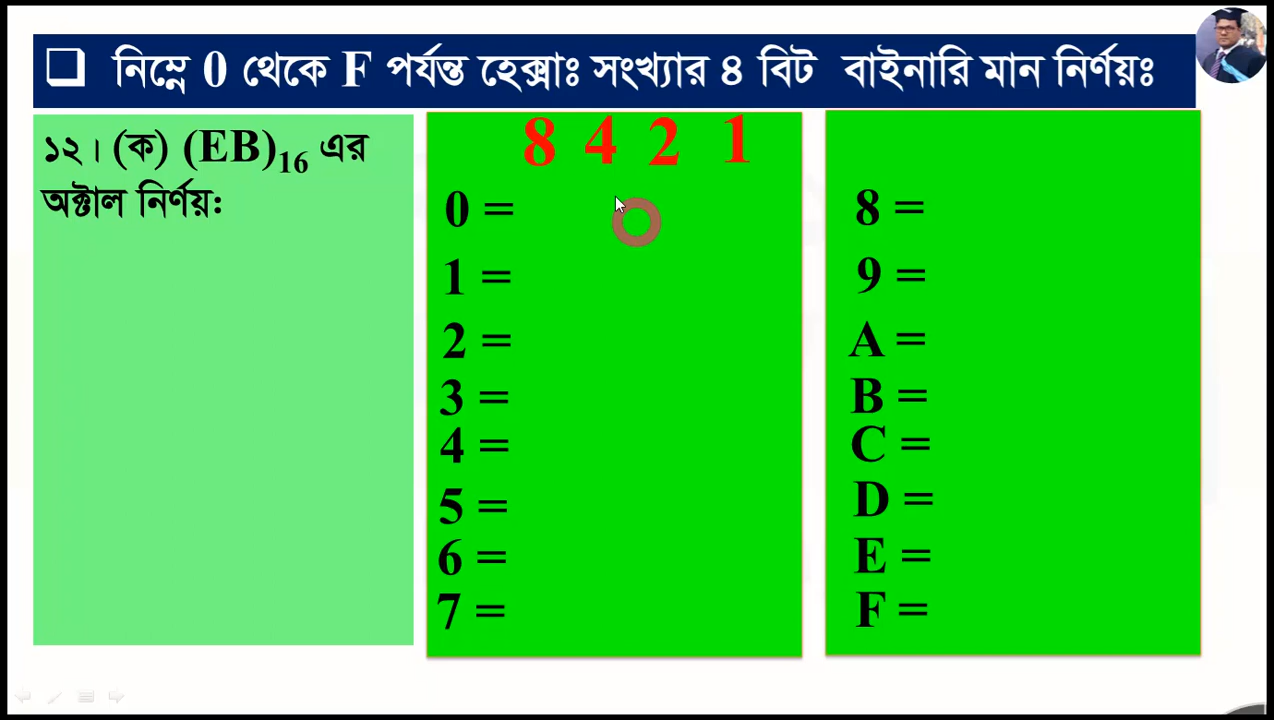 ❑ নিম্নে 0 থেকে F পর্যন্ত হেক্সাঃ সংখ্যার ৪ বিট বাইনারি মান নির্ণয়ঃ
১২। (ক) (EB)₁₆ এর
অক্টাল নির্ণয়:
8 4 2 1
0 =
1 =
2 =
3 =
4 =
5 =
6 =
7 =
8 =
9 =
A =
B =
C =
D =
E =
F =